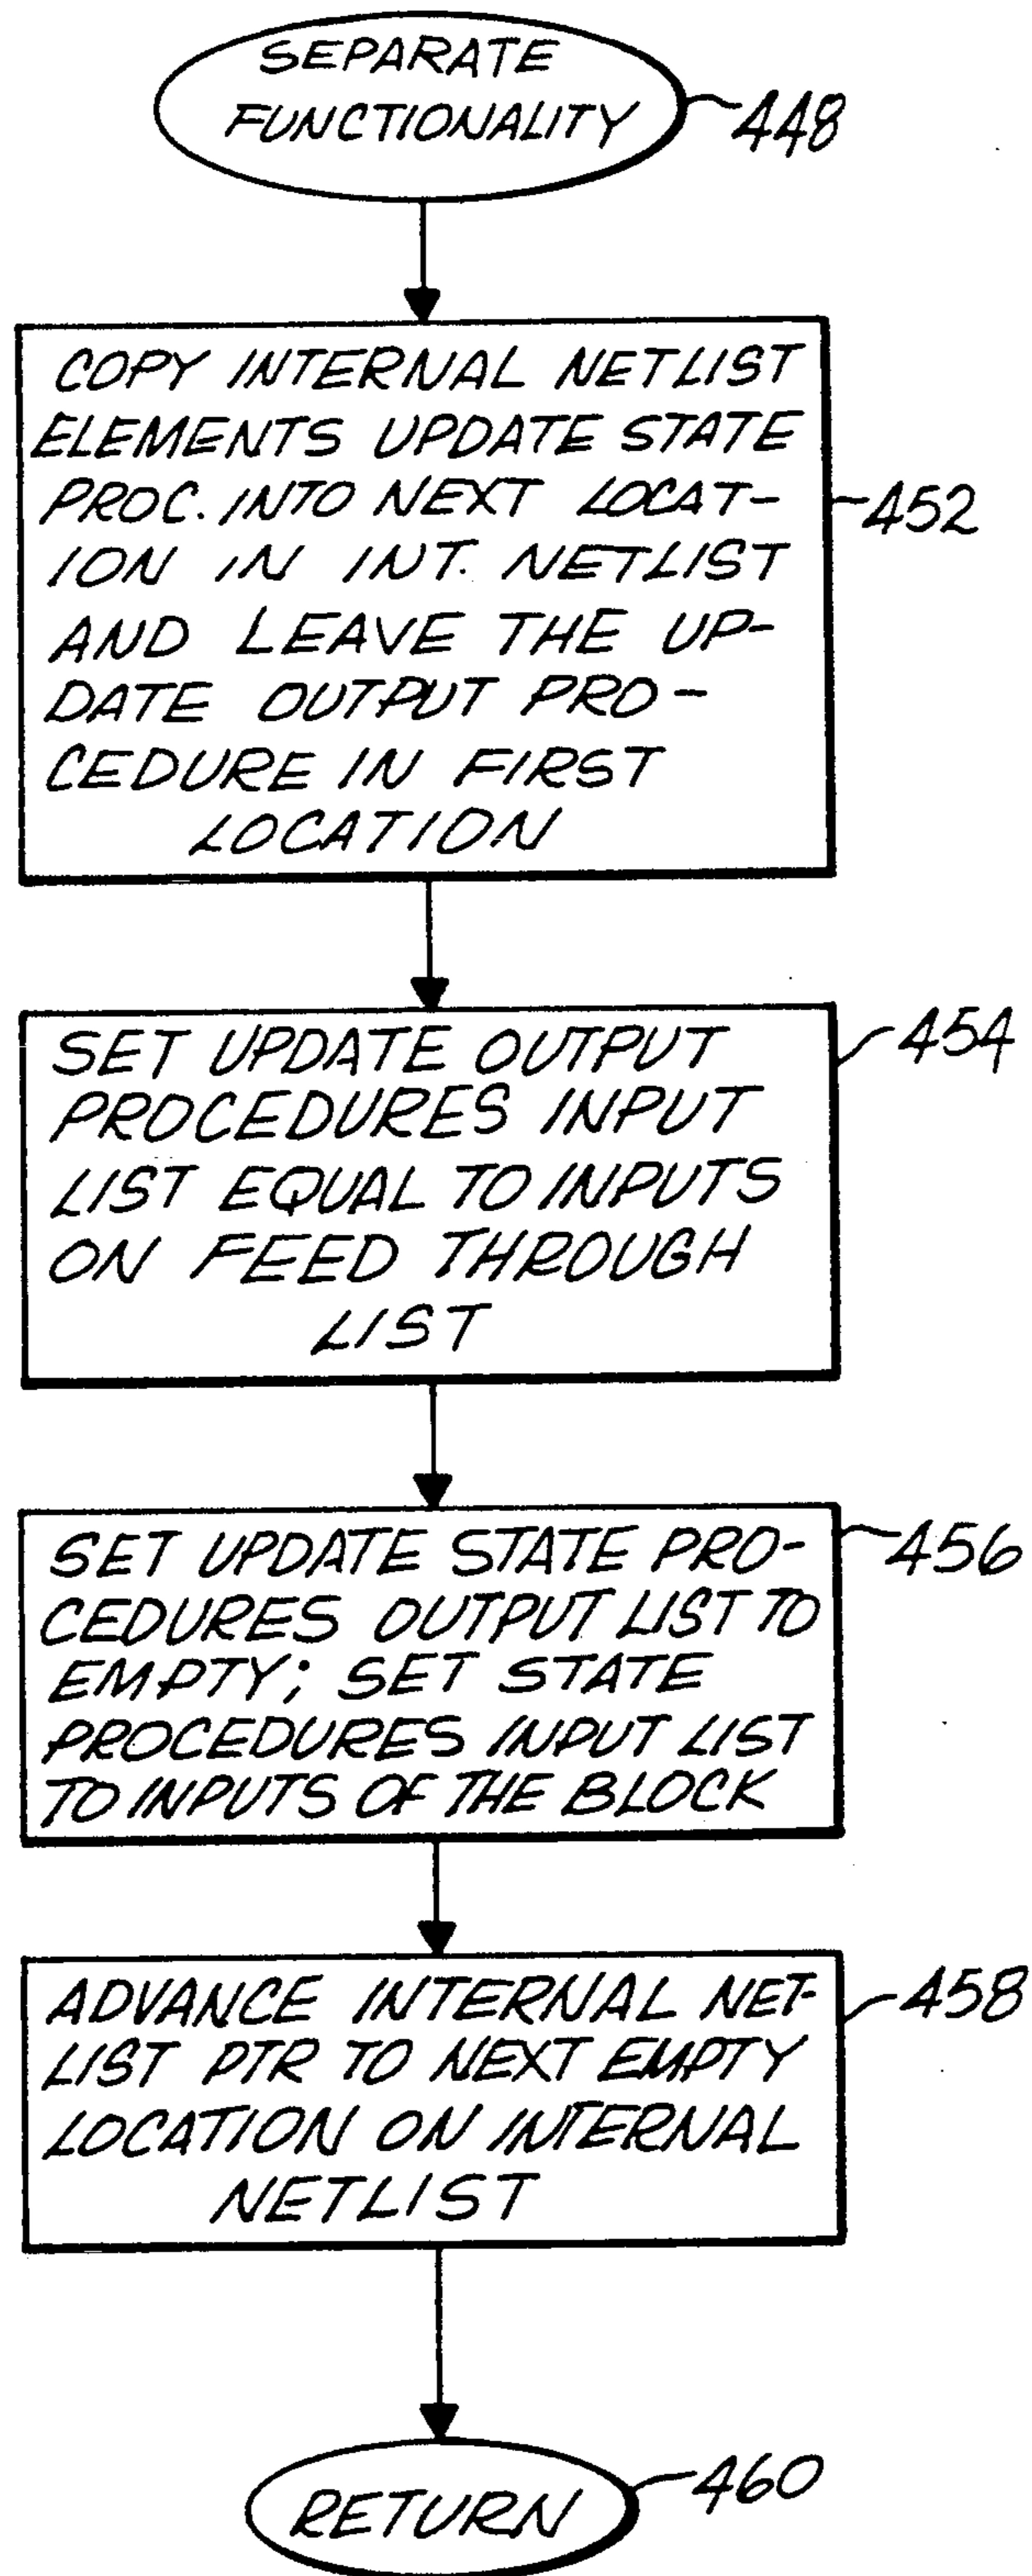 SEPARATE
FUNCTIONALITY
448
COPY INTERNAL NETLIST
ELEMENTS UPDATE STATE
PROC. INTO NEXT LOCAT-
ION IN INT. NETLIST
AND LEAVE THE UP-
DATE OUTPUT PRO-
CEDURE IN FIRST
LOCATION
452
SET UPDATE OUTPUT
PROCEDURES INPUT
LIST EQUAL TO INPUTS
ON FEED THROUGH
LIST
454
SET UPDATE STATE PRO-
CEDURES OUTPUT LIST TO
EMPTY; SET STATE
PROCEDURES INPUT LIST
TO INPUTS OF THE BLOCK
456
ADVANCE INTERNAL NET-
LIST PTR TO NEXT EMPTY
LOCATION ON INTERNAL
NETLIST
458
RETURN
460